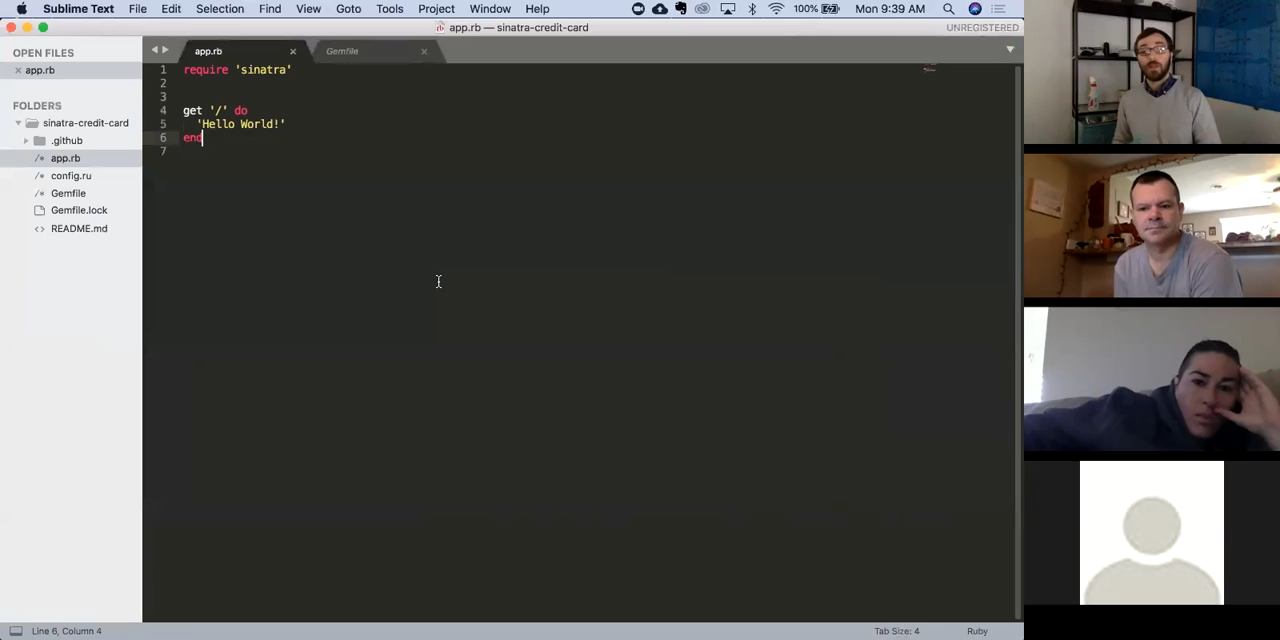 Sublime Text File Edit Selection Find View Goto Tools Project Window Help 100% Mon 9:39 AM
app.rb — sinatra-credit-card UNREGISTERED
OPEN FILES
app.rb
FOLDERS
sinatra-credit-card
.github
app.rb
config.ru
Gemfile
Gemfile.lock
README.md
app.rb Gemfile
1 require 'sinatra'
2
3
4 get '/' do
5 'Hello World!'
6 end
7
Line 6, Column 4 Tab Size: 4 Ruby